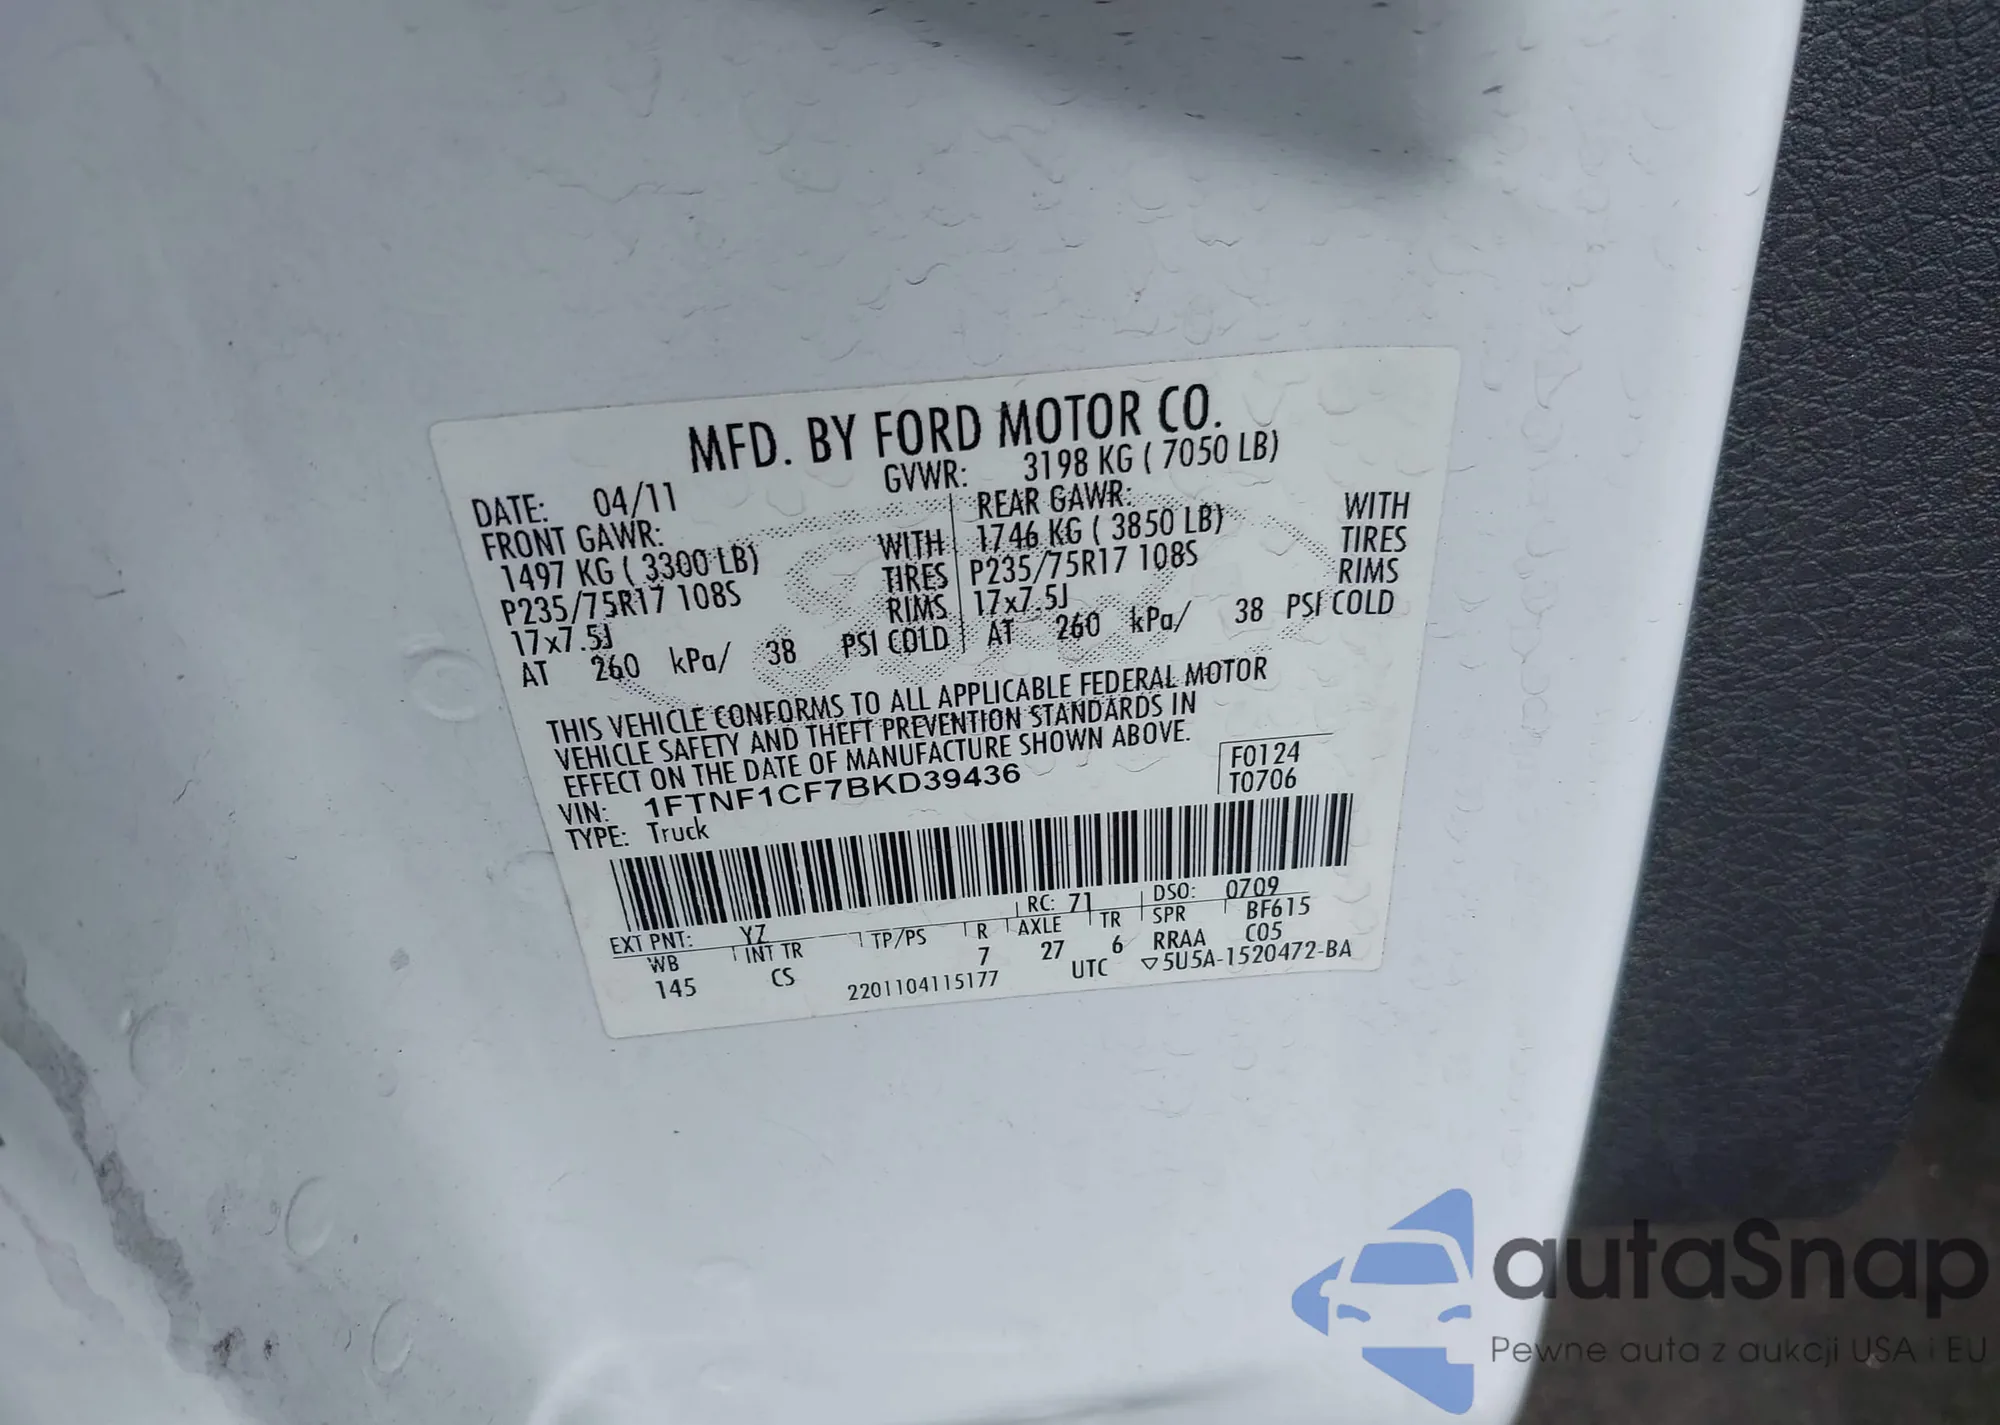 MFD. BY FORD MOTOR CO.
DATE: 04/11 GVWR: 3198 KG ( 7050 LB)
FRONT GAWR: REAR GAWR:
1497 KG ( 3300 LB) WITH 1746 KG ( 3850 LB) WITH
P235/75R17 108S TIRES P235/75R17 108S TIRES
17x7.5J RIMS 17x7.5J RIMS
AT 260 kPa/ 38 PSI COLD AT 260 kPa/ 38 PSI COLD
THIS VEHICLE CONFORMS TO ALL APPLICABLE FEDERAL MOTOR
VEHICLE SAFETY AND THEFT PREVENTION STANDARDS IN
EFFECT ON THE DATE OF MANUFACTURE SHOWN ABOVE.
VIN: 1FTNF1CF7BKD39436 F0124
TYPE: Truck T0706
EXT PNT: YZ RC: 71 DSO: 0709
WB INT TR TP/PS R AXLE TR SPR BF615
145 CS 7 27 6 RRAA C05
2201104115177 UTC ▽5U5A-1520472-BA
autaSnap
Pewne auta z aukcji USA i EU